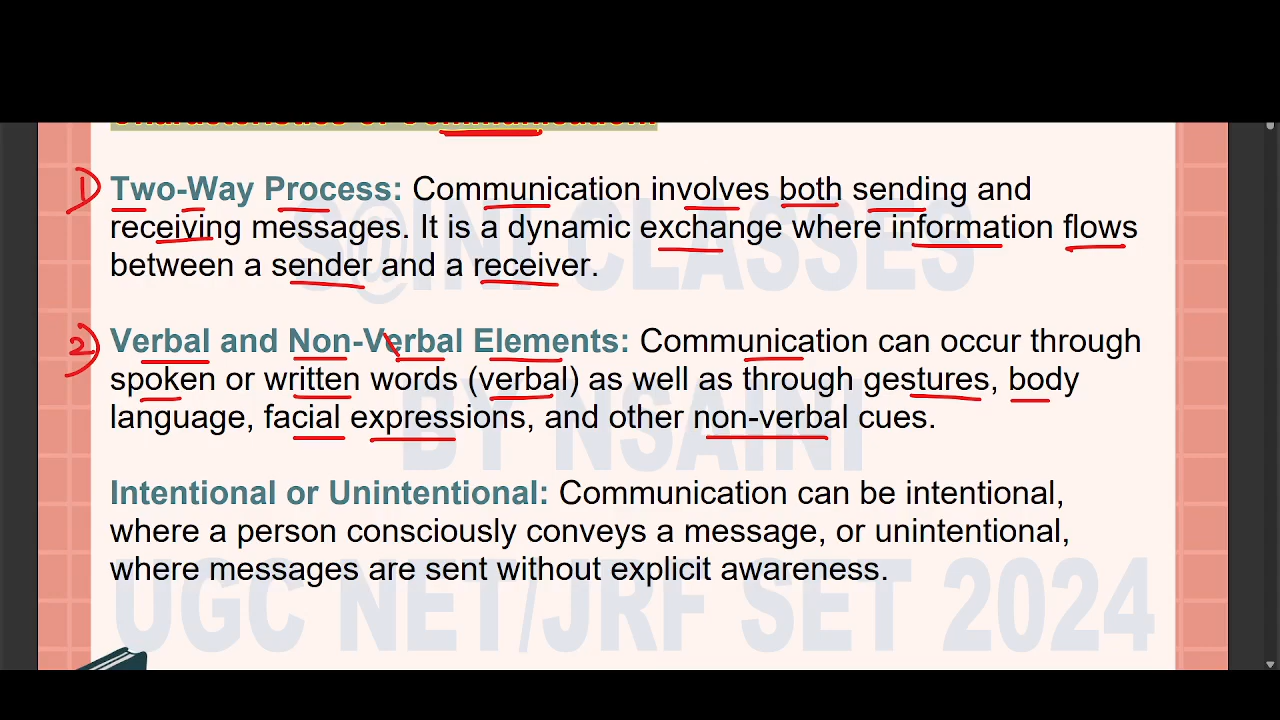 Characteristics of Communication:
1) Two-Way Process: Communication involves both sending and
receiving messages. It is a dynamic exchange where information flows
between a sender and a receiver.
2) Verbal and Non-Verbal Elements: Communication can occur through
spoken or written words (verbal) as well as through gestures, body
language, facial expressions, and other non-verbal cues.
Intentional or Unintentional: Communication can be intentional,
where a person consciously conveys a message, or unintentional,
where messages are sent without explicit awareness.
S@INI CLASSES
BY NSAINI
UGC NET/JRF SET 2024